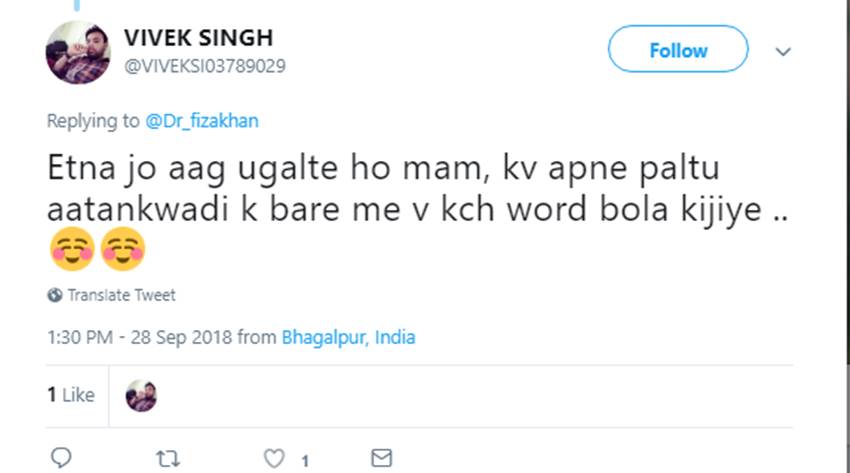 VIVEK SINGH
@VIVEKSI03789029
Follow
Replying to @Dr_fizakhan
Etna jo aag ugalte ho mam, kv apne paltu
aatankwadi k bare me v kch word bola kijiye ..
☺️☺️
Translate Tweet
1:30 PM - 28 Sep 2018 from Bhagalpur, India
1 Like
1